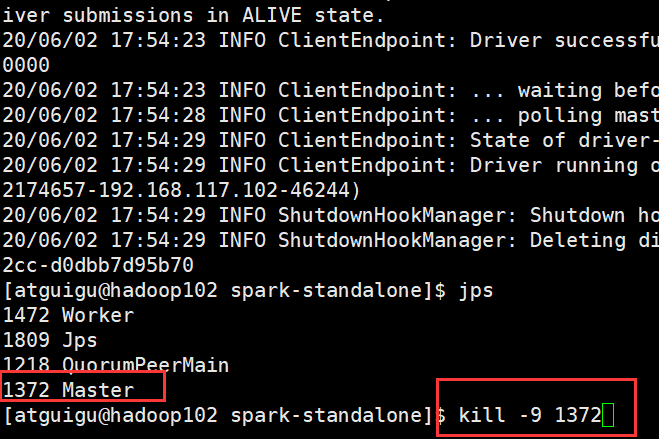 iver submissions in ALIVE state.
20/06/02 17:54:23 INFO ClientEndpoint: Driver successfu
0000
20/06/02 17:54:23 INFO ClientEndpoint: ... waiting befo
20/06/02 17:54:28 INFO ClientEndpoint: ... polling mast
20/06/02 17:54:29 INFO ClientEndpoint: State of driver-
20/06/02 17:54:29 INFO ClientEndpoint: Driver running o
2174657-192.168.117.102-46244)
20/06/02 17:54:29 INFO ShutdownHookManager: Shutdown ho
20/06/02 17:54:29 INFO ShutdownHookManager: Deleting di
2cc-d0dbb7d95b70
[atguigu@hadoop102 spark-standalone]$ jps
1472 Worker
1809 Jps
1218 QuorumPeerMain
1372 Master
[atguigu@hadoop102 spark-standalone]$ kill -9 1372